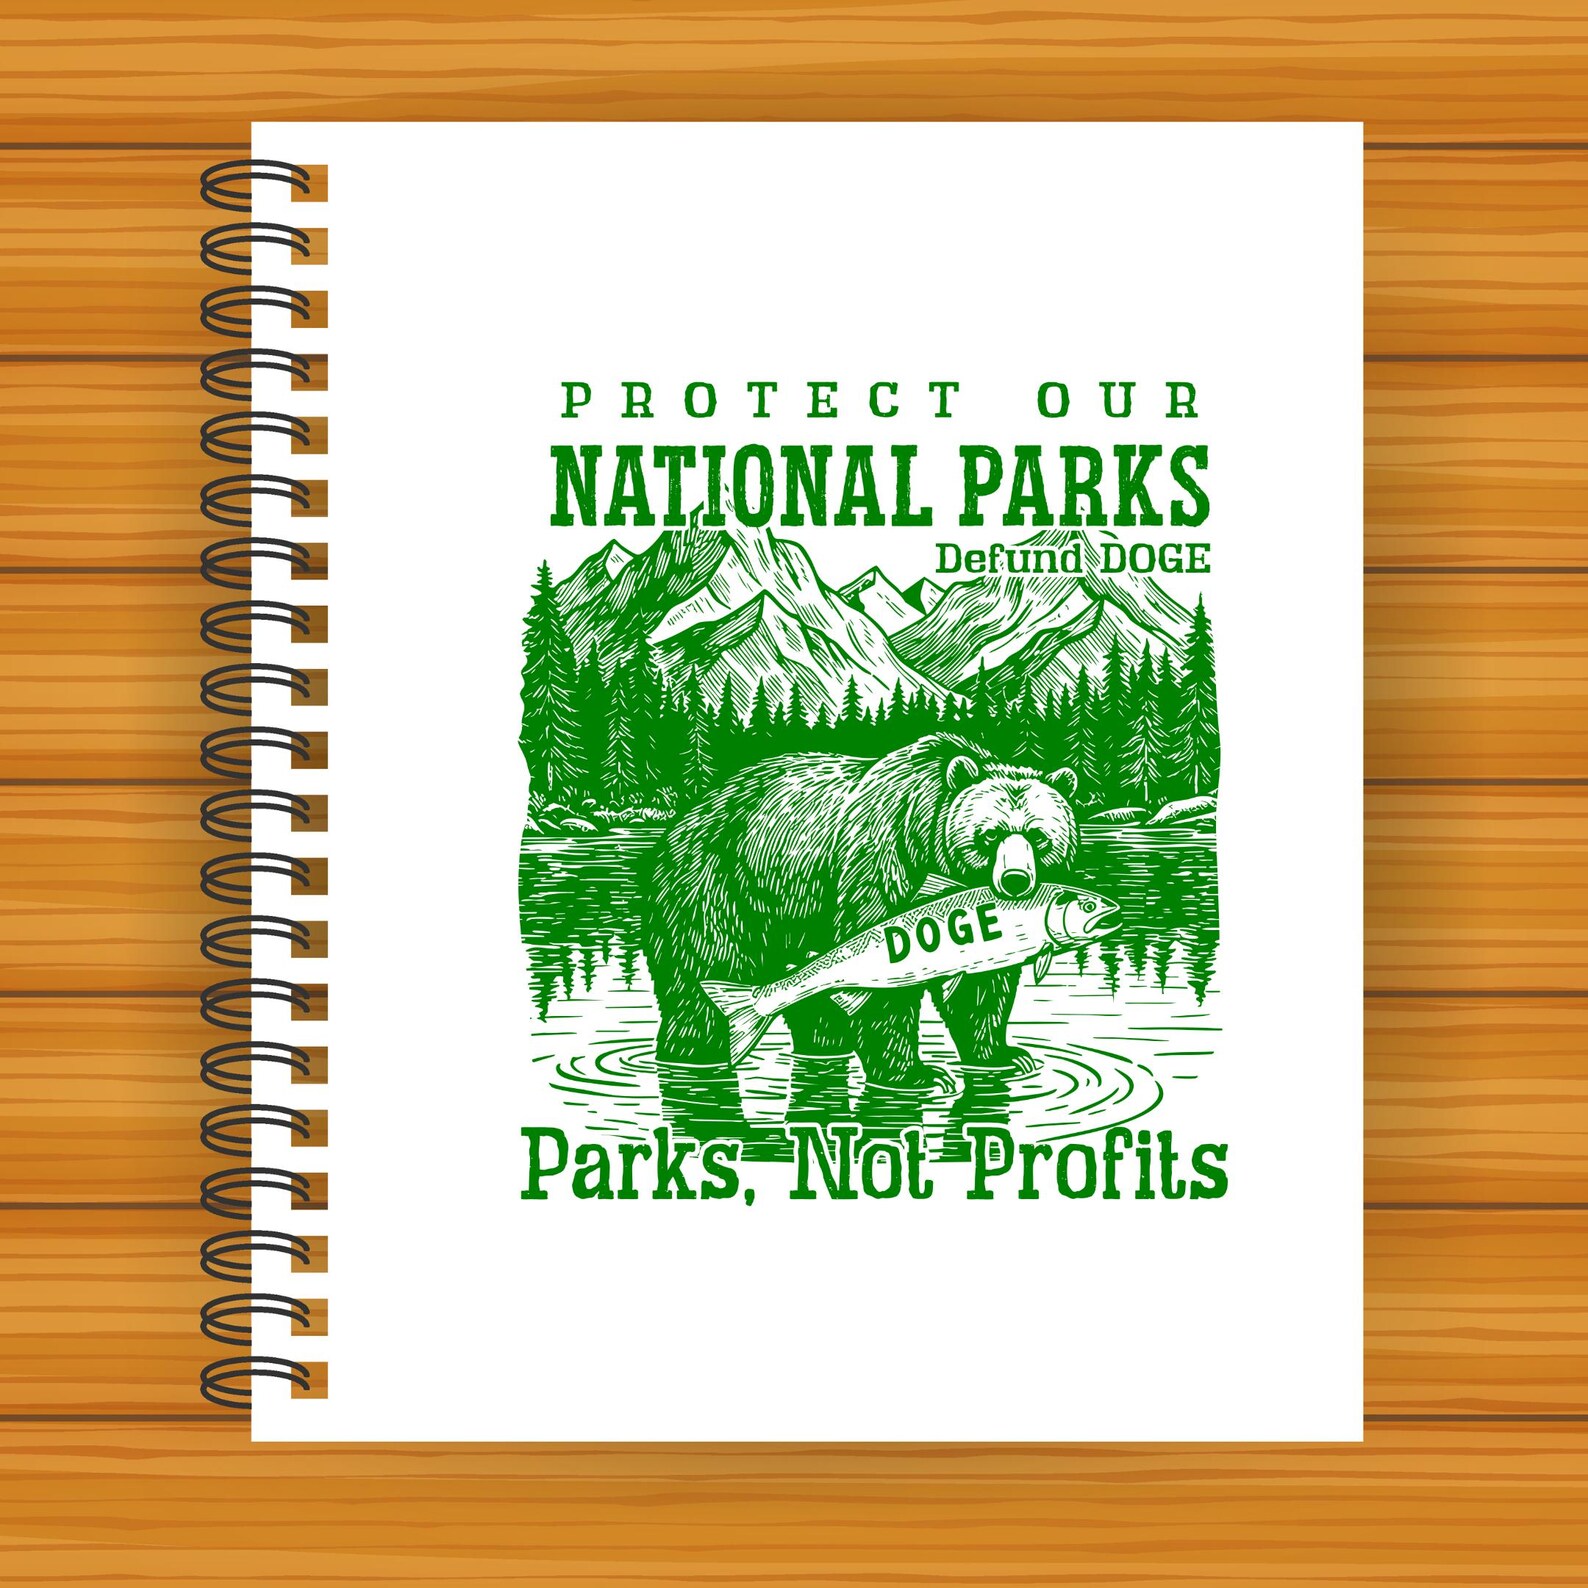 PROTECT OUR
NATIONAL PARKS
Defund DOGE
DOGE
Parks, Not Profits